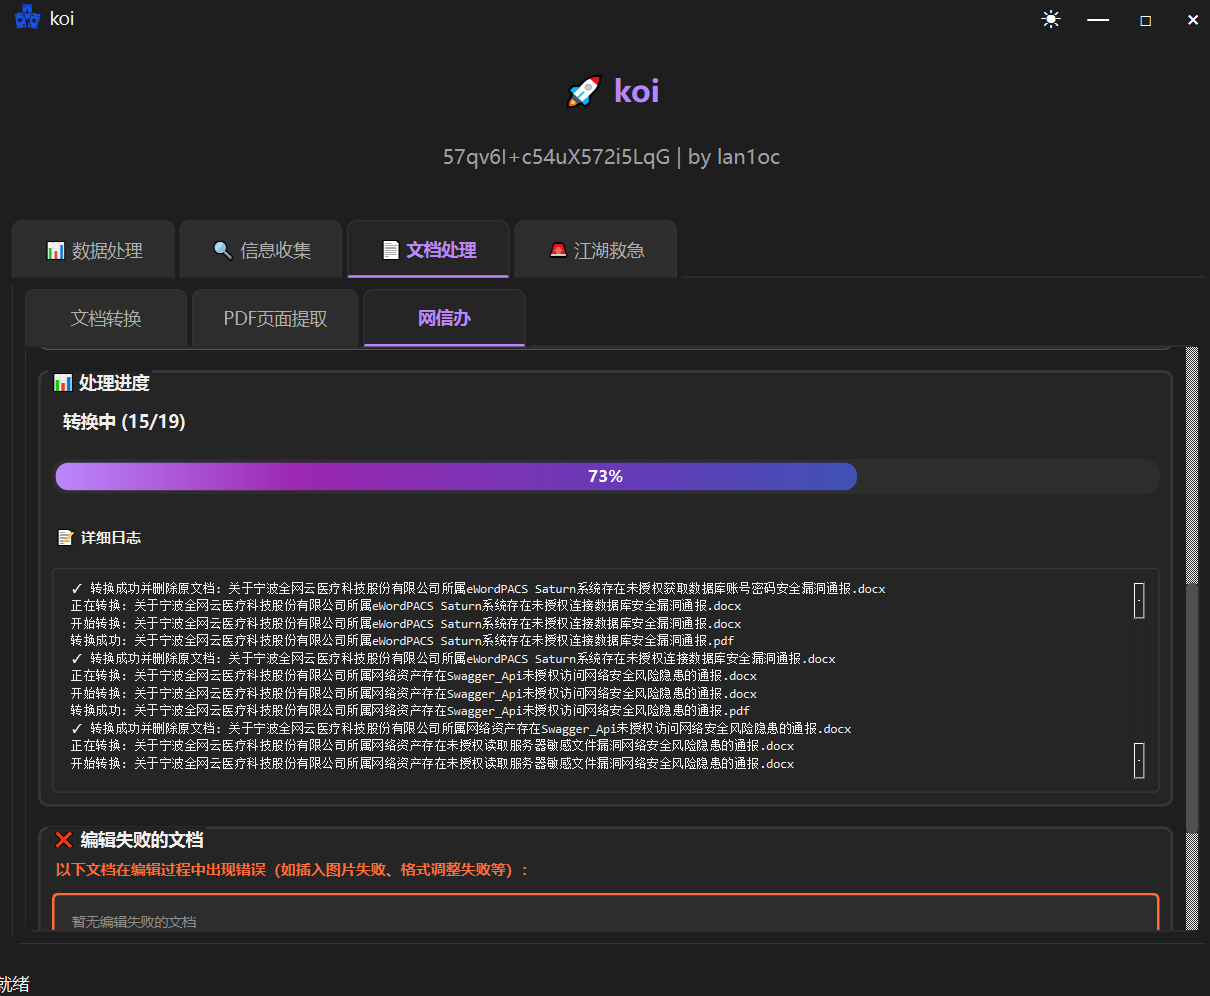 koi
koi
57qv6I+c54uX572i5LqG | by lan1oc
数据处理
信息收集
文档处理
江湖救急
文档转换
PDF页面提取
网信办
处理进度
转换中 (15/19)
73%
详细日志
✓ 转换成功并删除原文档: 关于宁波全网云医疗科技股份有限公司所属eWordPACS Saturn系统存在未授权获取数据库账号密码安全漏洞通报.docx
正在转换: 关于宁波全网云医疗科技股份有限公司所属eWordPACS Saturn系统存在未授权连接数据库安全漏洞通报.docx
开始转换: 关于宁波全网云医疗科技股份有限公司所属eWordPACS Saturn系统存在未授权连接数据库安全漏洞通报.docx
转换成功: 关于宁波全网云医疗科技股份有限公司所属eWordPACS Saturn系统存在未授权连接数据库安全漏洞通报.pdf
✓ 转换成功并删除原文档: 关于宁波全网云医疗科技股份有限公司所属eWordPACS Saturn系统存在未授权连接数据库安全漏洞通报.docx
正在转换: 关于宁波全网云医疗科技股份有限公司所属网络资产存在Swagger_Api未授权访问网络安全风险隐患的通报.docx
开始转换: 关于宁波全网云医疗科技股份有限公司所属网络资产存在Swagger_Api未授权访问网络安全风险隐患的通报.docx
转换成功: 关于宁波全网云医疗科技股份有限公司所属网络资产存在Swagger_Api未授权访问网络安全风险隐患的通报.pdf
✓ 转换成功并删除原文档: 关于宁波全网云医疗科技股份有限公司所属网络资产存在Swagger_Api未授权访问网络安全风险隐患的通报.docx
正在转换: 关于宁波全网云医疗科技股份有限公司所属网络资产存在未授权读取服务器敏感文件漏洞网络安全风险隐患的通报.docx
开始转换: 关于宁波全网云医疗科技股份有限公司所属网络资产存在未授权读取服务器敏感文件漏洞网络安全风险隐患的通报.docx
编辑失败的文档
以下文档在编辑过程中出现错误（如插入图片失败、格式调整失败等）：
暂无编辑失败的文档
就绪